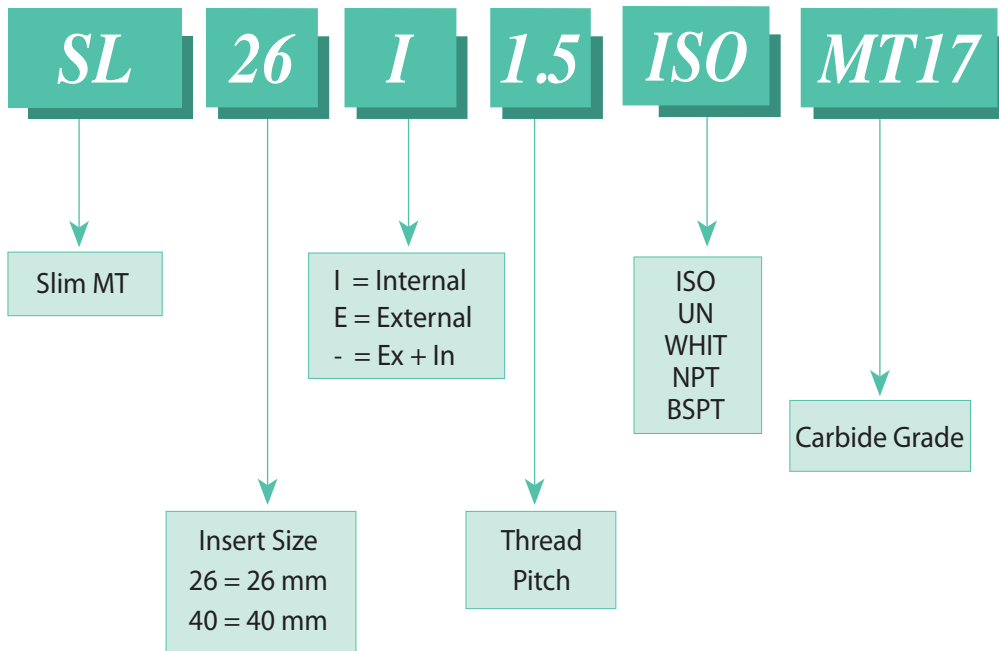 SL 26 I 1.5 ISO MT17
Slim MT
I = Internal
E = External
- = Ex + In
ISO
UN
WHIT
NPT
BSPT
Carbide Grade
Insert Size
26 = 26 mm
40 = 40 mm
Thread
Pitch